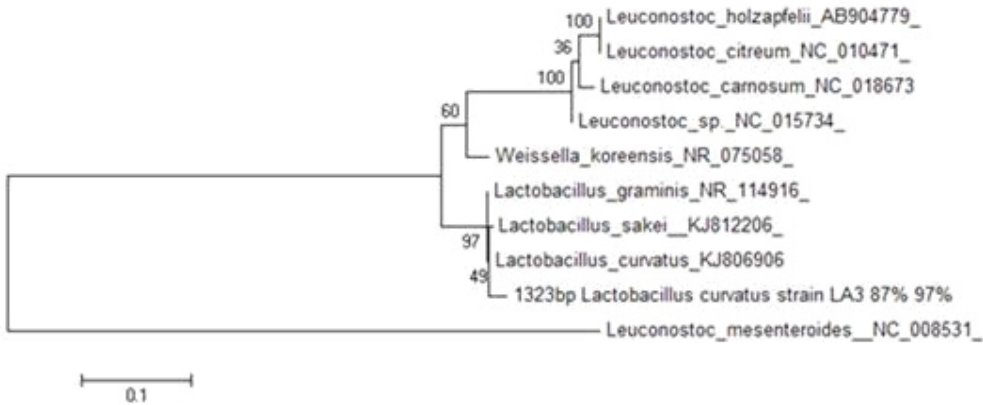 100
Leuconostoc_holzapfelii_AB904779_
36
Leuconostoc_citreum_NC_010471_
100
Leuconostoc_carnosum_NC_018673
60
Leuconostoc_sp._NC_015734_
Weissella_koreensis_NR_075058_
Lactobacillus_graminis_NR_114916_
Lactobacillus_sakei__KJ812206_
97
Lactobacillus_curvatus_KJ806906
49
1323bp Lactobacillus curvatus strain LA3 87% 97%
Leuconostoc_mesenteroides__NC_008531_
0.1